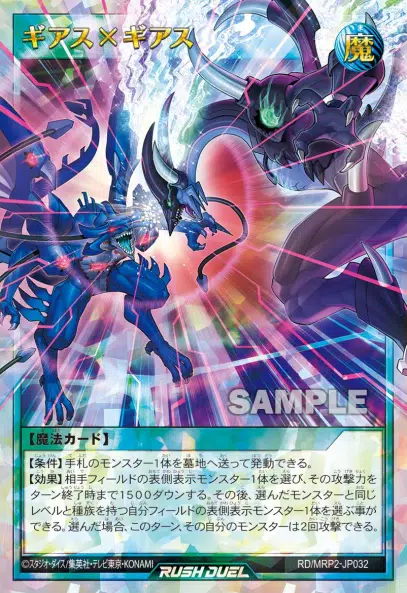 ギアス×ギアス
魔
SAMPLE
【魔法カード】
【条件】手札のモンスター1体を墓地へ送って発動できる。
【効果】相手フィールドの表側表示モンスター1体を選び、その攻撃力を
ターン終了時まで1500ダウンする。その後、選んだモンスターと同じ
レベルと種族を持つ自分フィールドの表側表示モンスター1体を選ぶ事が
できる。選んだ場合、このターン、その自分のモンスターは2回攻撃できる。
©スタジオ・ダイス/集英社・テレビ東京・KONAMI
RUSH DUEL
RD/MRP2-JP032